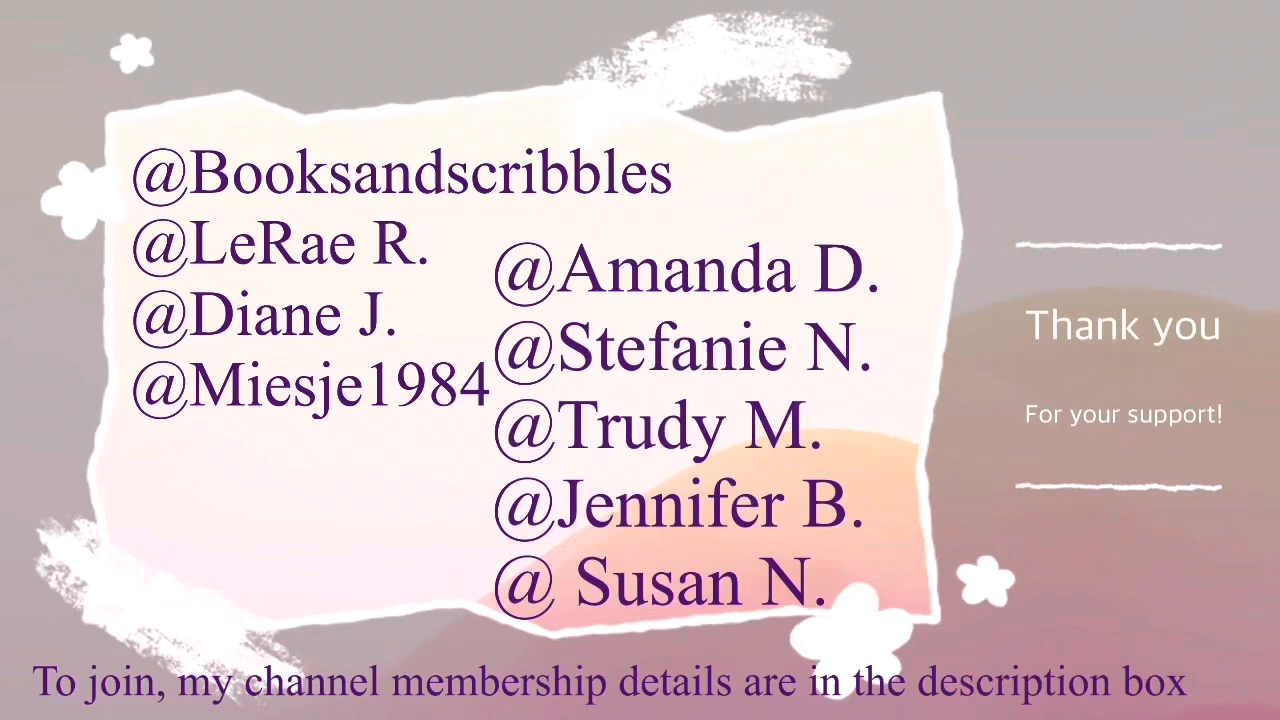 @Booksandscribbles
@LeRae R.
@Diane J.
@Miesje1984
@Amanda D.
@Stefanie N.
@Trudy M.
@Jennifer B.
@ Susan N.
Thank you
For your support!
To join, my channel membership details are in the description box